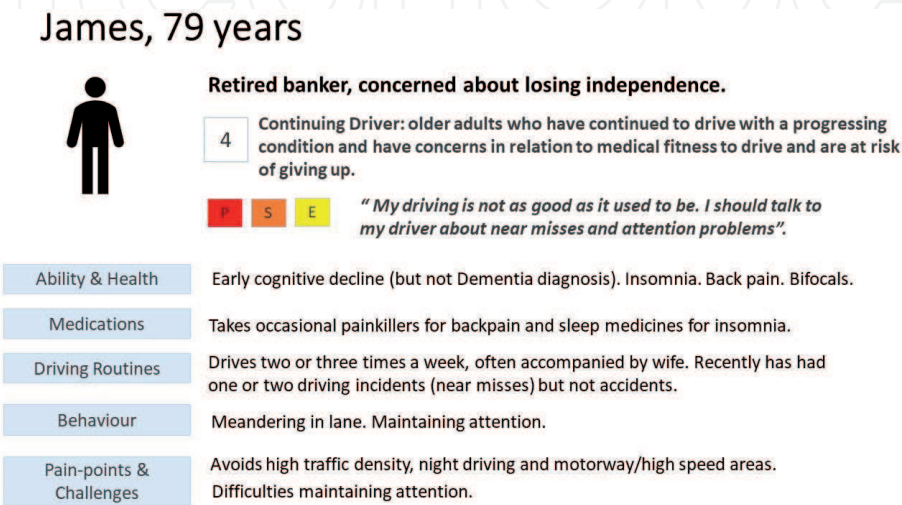 James, 79 years
Retired banker, concerned about losing independence.
4
Continuing Driver: older adults who have continued to drive with a progressing
condition and have concerns in relation to medical fitness to drive and are at risk
of giving up.
P S E
“ My driving is not as good as it used to be. I should talk to
my driver about near misses and attention problems”.
Ability & Health
Early cognitive decline (but not Dementia diagnosis). Insomnia. Back pain. Bifocals.
Medications
Takes occasional painkillers for backpain and sleep medicines for insomnia.
Driving Routines
Drives two or three times a week, often accompanied by wife. Recently has had
one or two driving incidents (near misses) but not accidents.
Behaviour
Meandering in lane. Maintaining attention.
Pain-points &
Challenges
Avoids high traffic density, night driving and motorway/high speed areas.
Difficulties maintaining attention.